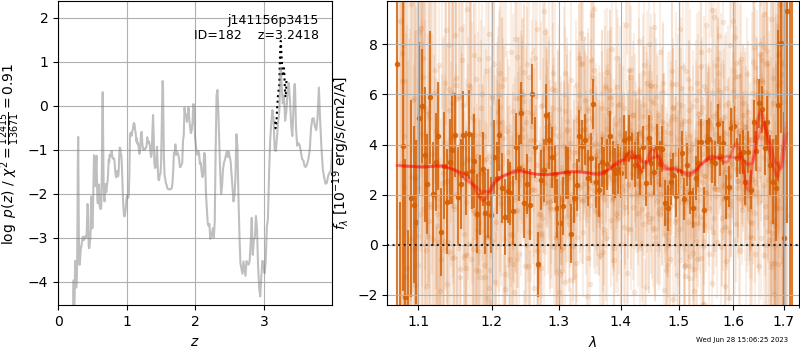 j141156p3415
ID=182 z=3.2418
log p(z) / χ² = 12415/13671 = 0.91
2
1
0
−1
−2
−3
−4
0 1 2 3
z
fλ [10⁻¹⁹ erg/s/cm2/A]
8
6
4
2
0
−2
1.1 1.2 1.3 1.4 1.5 1.6 1.7
λ
Wed Jun 28 15:06:25 2023